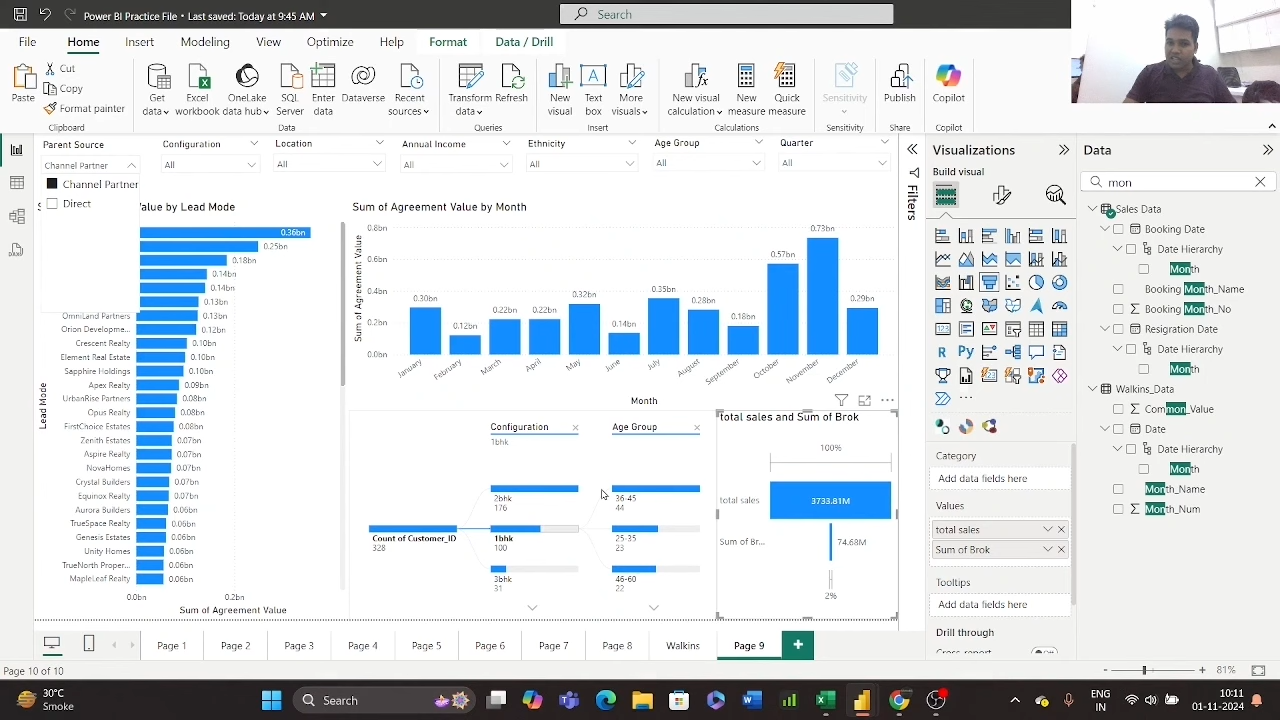 Power BI Practice File • Last saved: Today at 9:45 AM
Search
File Home Insert Modeling View Optimize Help Format Data / Drill
Paste
Cut
Copy
Format painter
Clipboard
Get data
Excel workbook
OneLake data hub
SQL Server
Enter data
Dataverse
Recent sources
Data
Transform data
Refresh
Queries
New visual
Text box
More visuals
Insert
New visual calculation
New measure
Quick measure
Calculations
Sensitivity
Sensitivity
Publish
Share
Copilot
Copilot
Parent Source
Channel Partner
Channel Partner
Direct
Configuration
All
Location
All
Annual Income
All
Ethnicity
All
Age Group
All
Quarter
All
Value by Lead Mode
0.36bn
0.25bn
0.18bn
0.14bn
0.14bn
0.13bn
OmniLand Partners 0.13bn
Orion Developme... 0.12bn
Crescent Realty 0.10bn
Element Real Estate 0.10bn
Sapphire Holdings 0.10bn
Apex Realty 0.09bn
UrbanRise Partners 0.08bn
Opus Realty 0.08bn
FirstChoice Estates 0.08bn
Zenith Estates 0.07bn
Aspire Realty 0.07bn
NovaHomes 0.07bn
Crystal Builders 0.06bn
Equinox Realty 0.06bn
Aurora Builders 0.06bn
TrueSpace Realty 0.06bn
Genesis Estates 0.06bn
Unity Homes 0.06bn
TrueNorth Proper... 0.06bn
MapleLeaf Realty 0.06bn
0.0bn 0.2bn
Sum of Agreement Value
Lead Mode
Sum of Agreement Value by Month
Sum of Agreement Value
0.8bn
0.6bn
0.4bn
0.2bn
0.0bn
0.30bn 0.12bn 0.22bn 0.22bn 0.32bn 0.14bn 0.35bn 0.28bn 0.18bn 0.57bn 0.73bn 0.29bn
January February March April May June July August September October November December
Month
Configuration
1bhk
Age Group
Count of Customer_ID
328
2bhk
176
1bhk
100
3bhk
31
36-45
44
25-35
23
46-60
22
total sales and Sum of Brok
100%
total sales 3733.81M
Sum of Br... 74.68M
2%
Filters
Visualizations
Build visual
Category
Add data fields here
Values
total sales
Sum of Brok
Tooltips
Add data fields here
Drill through
Cross-report
Off
Data
mon
Sales Data
Booking Date
Date Hierarchy
Month
Booking Month_Name
Booking Month_No
Resignation Date
Date Hierarchy
Month
Walkins_Data
Common_Value
Date
Date Hierarchy
Month
Month_Name
Month_Num
Page 1 Page 2 Page 3 Page 4 Page 5 Page 6 Page 7 Page 8 Walkins Page 9
Page 10 of 10
81%
30°C
Smoke
Search
ENG
IN
10:11
01-11-2024